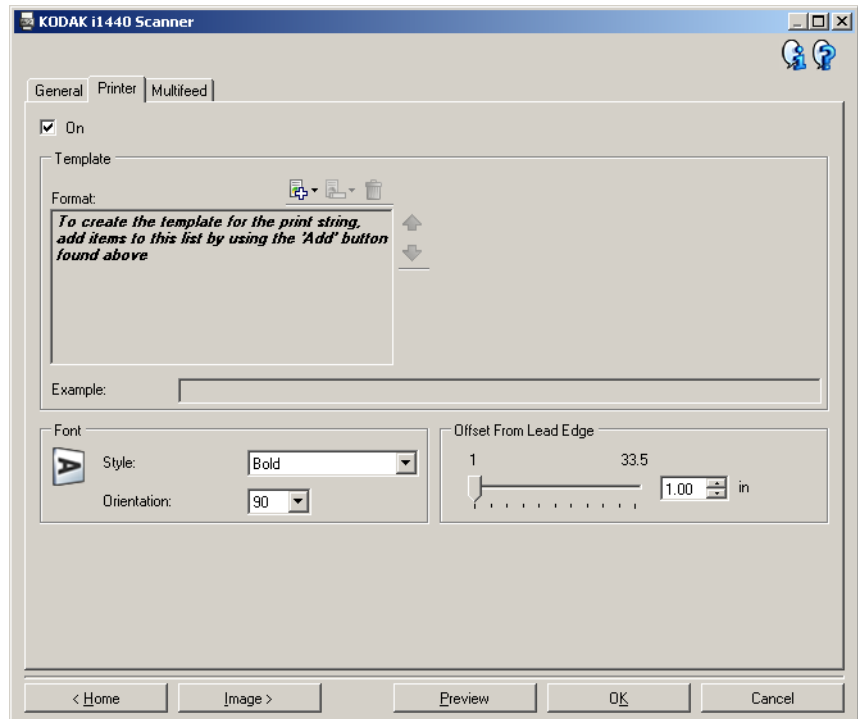 KODAK i1440 Scanner
General Printer Multifeed
On
Template
Format:
To create the template for the print string,
add items to this list by using the 'Add' button
found above
Example:
Font
Style: Bold
Orientation: 90
Offset From Lead Edge
1 33.5
1.00 in
< Home Image > Preview OK Cancel